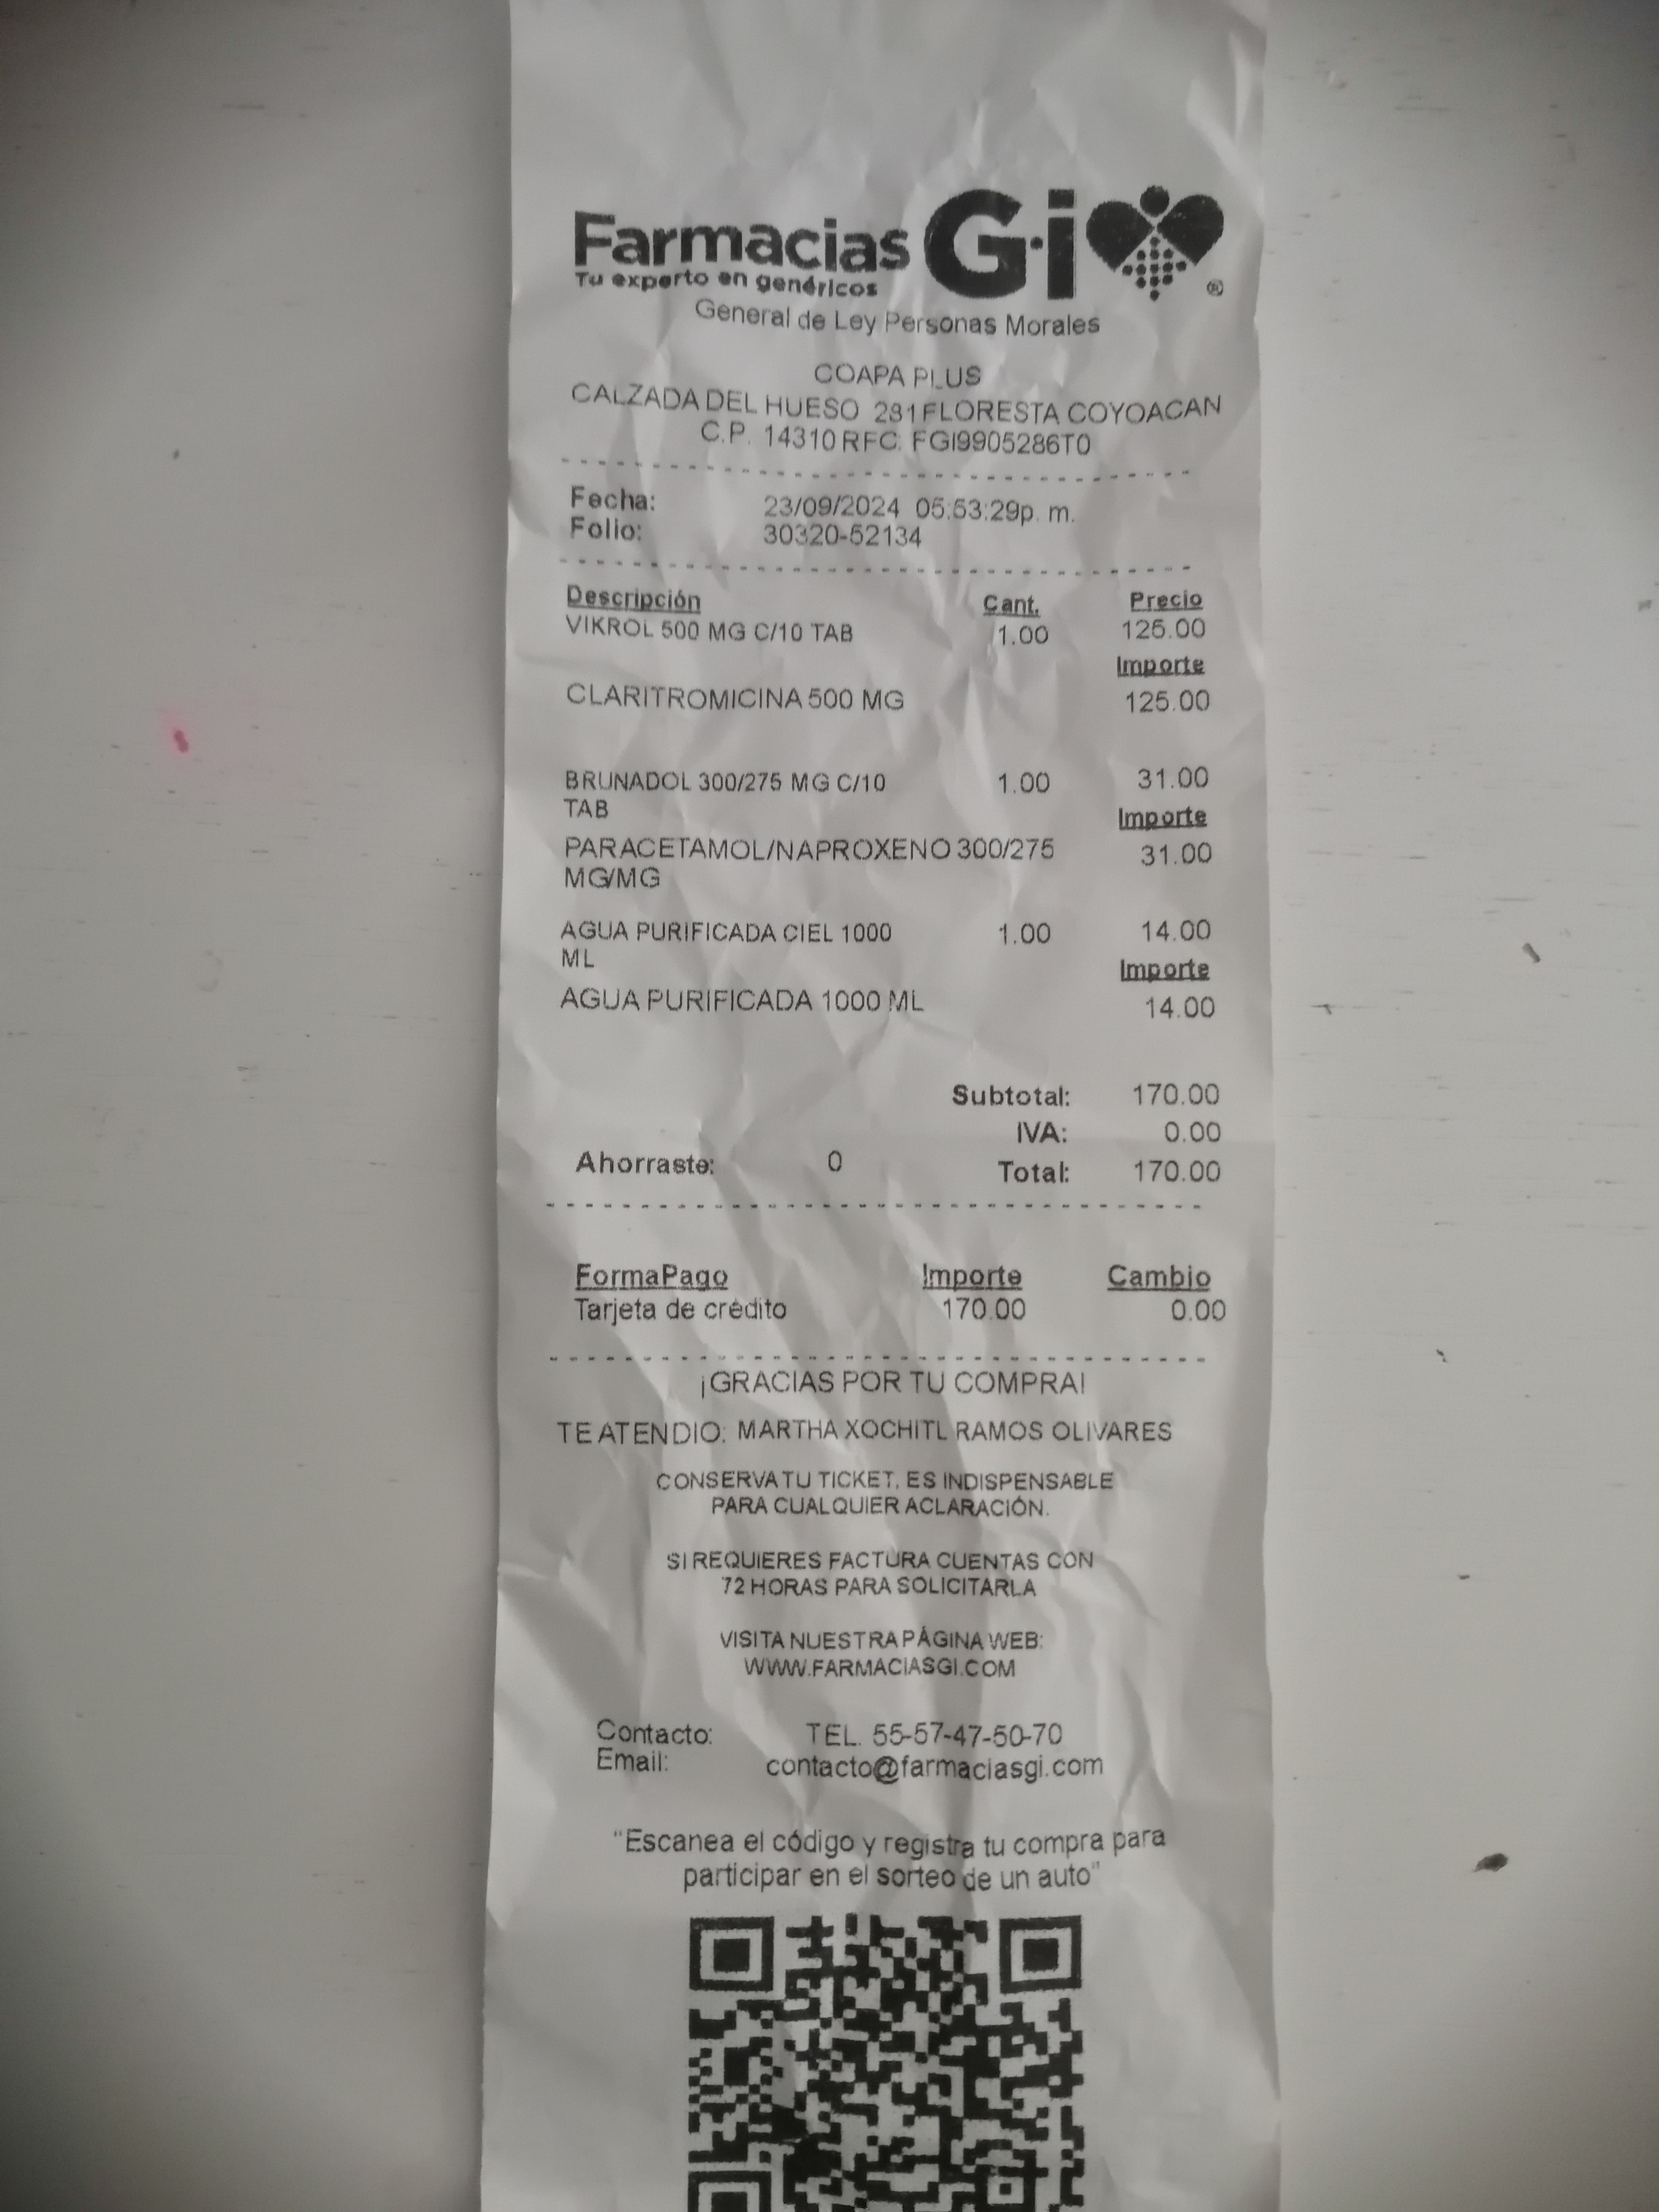 Farmacias Gi
Tu experto en genéricos
®
General de Ley Personas Morales
COAPA PLUS
CALZADA DEL HUESO 281 FLORESTA COYOACAN
C.P. 14310 RFC. FGI9905286T0
Fecha: 23/09/2024 05:53:29p. m.
Folio: 30320-52134
Descripción Cant. Precio
VIKROL 500 MG C/10 TAB 1.00 125.00
Importe
CLARITROMICINA 500 MG 125.00
BRUNADOL 300/275 MG C/10 1.00 31.00
TAB Importe
PARACETAMOL/NAPROXENO 300/275 31.00
MG/MG
AGUA PURIFICADA CIEL 1000 1.00 14.00
ML Importe
AGUA PURIFICADA 1000 ML 14.00
Subtotal: 170.00
IVA: 0.00
Ahorraste: 0 Total: 170.00
FormaPago Importe Cambio
Tarjeta de crédito 170.00 0.00
¡GRACIAS POR TU COMPRA!
TE ATENDIO: MARTHA XOCHITL RAMOS OLIVARES
CONSERVA TU TICKET, ES INDISPENSABLE
PARA CUALQUIER ACLARACIÓN.
SI REQUIERES FACTURA CUENTAS CON
72 HORAS PARA SOLICITARLA
VISITA NUESTRA PÁGINA WEB:
WWW.FARMACIASGI.COM
Contacto: TEL. 55-57-47-50-70
Email: contacto@farmaciasgi.com
"Escanea el código y registra tu compra para
participar en el sorteo de un auto"